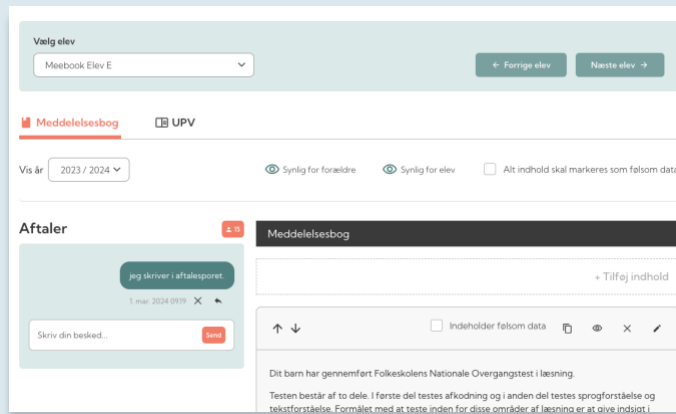 Vælg elev
Meebook Elev E
← Forrige elev
Næste elev →
Meddelelsesbog
UPV
Vis år
2023 / 2024
Synlig for forældre
Synlig for elev
Alt indhold skal markeres som følsom data
Aftaler
15
jeg skriver i aftalesporet.
1. mar. 2024 09:19
Skriv din besked...
Send
Meddelelsesbog
+ Tilføj indhold
Indeholder følsom data
Dit barn har gennemført Folkeskolens Nationale Overgangstest i læsning.
Testen består af to dele. I første del testes afkodning og i anden del testes sprogforståelse og
tekstforståelse. Formålet med at teste inden for disse områder af læsning er at give indsigt i